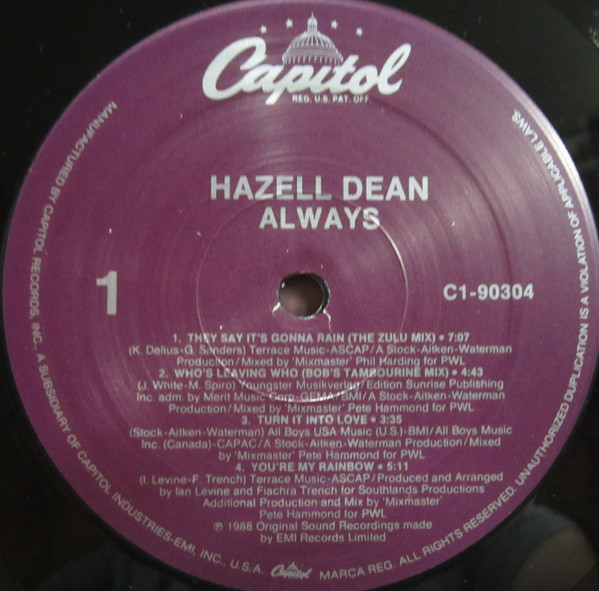 Capitol
REG. U.S. PAT. OFF.
HAZELL DEAN
ALWAYS
1
C1-90304
1. THEY SAY IT'S GONNA RAIN (THE ZULU MIX) • 7:07
(K. Delius-G. Sanders) Terrace Music-ASCAP/A Stock-Aitken-Waterman
Production/Mixed by 'Mixmaster' Phil Harding for PWL
2. WHO'S LEAVING WHO (BOB'S TAMBOURINE MIX) • 4:43
(J. White-M. Spiro) Youngster Musikverlag/Edition Sunrise Publishing
Inc. adm. by Merit Music Corp-GEMA/BMI/A Stock-Aitken-Waterman
Production/Mixed by 'Mixmaster' Pete Hammond for PWL
3. TURN IT INTO LOVE • 3:35
(Stock-Aitken-Waterman) All Boys USA Music (U.S.)-BMI/All Boys Music
Inc. (Canada)-CAPAC/A Stock-Aitken-Waterman Production/Mixed
by 'Mixmaster' Pete Hammond for PWL
4. YOU'RE MY RAINBOW • 5:11
(I. Levine-F. Trench) Terrace Music-ASCAP/Produced and Arranged
by Ian Levine and Fiachra Trench for Southlands Productions
Additional Production and Mix by 'Mixmaster'
Pete Hammond for PWL
℗ 1988 Original Sound Recordings made
by EMI Records Limited
MANUFACTURED BY CAPITOL RECORDS, INC., A SUBSIDIARY OF CAPITOL INDUSTRIES-EMI, INC., U.S.A. Capitol MARCA REG. ALL RIGHTS RESERVED. UNAUTHORIZED DUPLICATION IS A VIOLATION OF APPLICABLE LAWS.